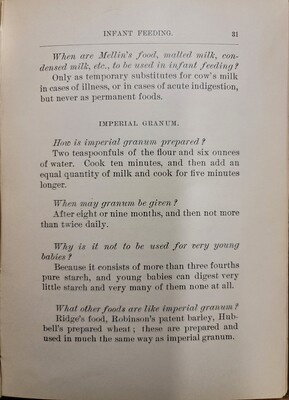 INFANT FEEDING. 31
When are Mellin's food, malted milk, con-
densed milk, etc., to be used in infant feeding?
Only as temporary substitutes for cow's milk
in cases of illness, or in cases of acute indigestion,
but never as permanent foods.
IMPERIAL GRANUM.
How is imperial granum prepared?
Two teaspoonfuls of the flour and six ounces
of water. Cook ten minutes, and then add an
equal quantity of milk and cook for five minutes
longer.
When may granum be given?
After eight or nine months, and then not more
than twice daily.
Why is it not to be used for very young
babies?
Because it consists of more than three fourths
pure starch, and young babies can digest very
little starch and very many of them none at all.
What other foods are like imperial granum?
Ridge's food, Robinson's patent barley, Hub-
bell's prepared wheat; these are prepared and
used in much the same way as imperial granum.